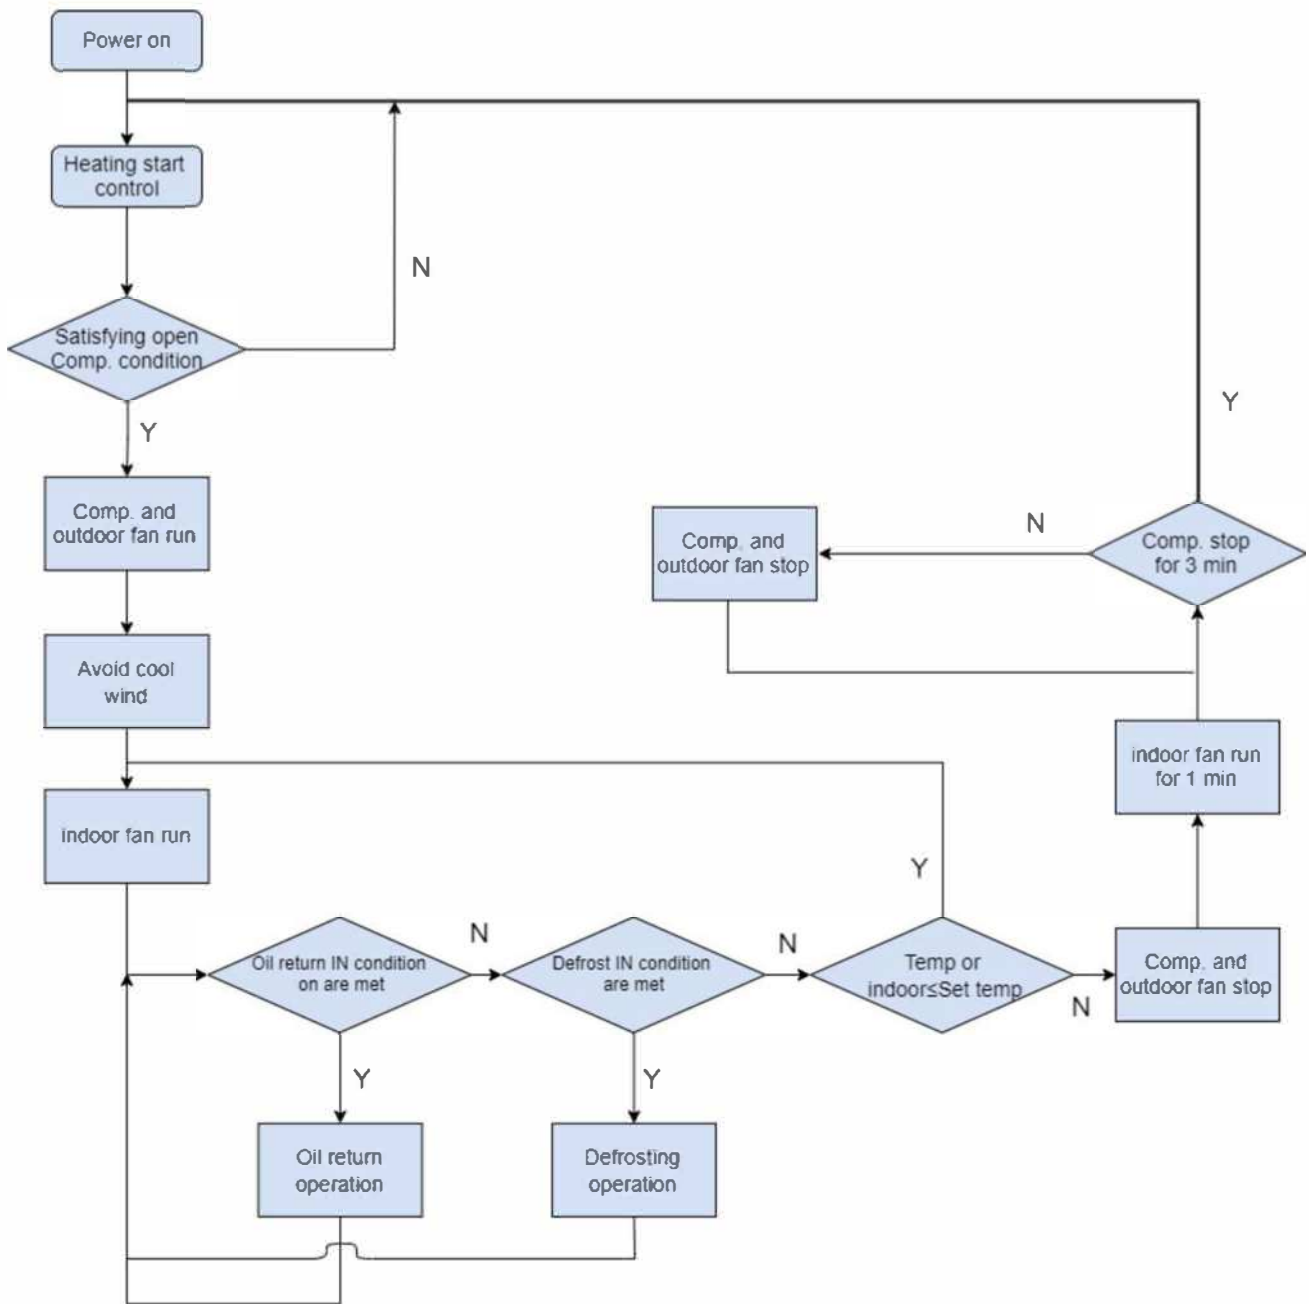 Power on
Heating start
control
N
Satisfying open
Comp. condition
Y
Y
Comp. and
outdoor fan run
Comp. and
outdoor fan stop
N
Comp. stop
for 3 min
Avoid cool
wind
indoor fan run
for 1 min
indoor fan run
Y
Oil return IN condition
on are met
N
Defrost IN condition
are met
N
Temp or
indoor≤Set temp
N
Comp. and
outdoor fan stop
Y
Y
Oil return
operation
Defrosting
operation